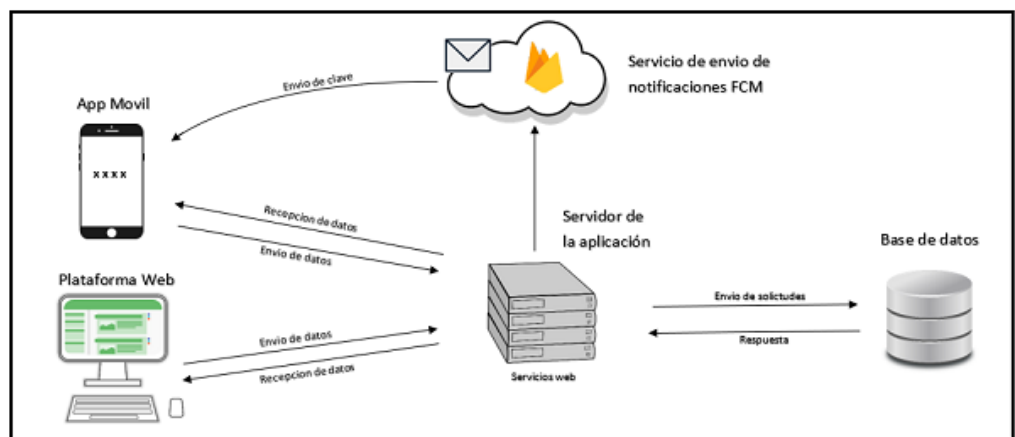 Servicio de envio de
notificaciones FCM
Envio de clave
App Movil
xxxx
Recepcion de datos
Envio de datos
Servidor de
la aplicación
Base de datos
Plataforma Web
Envio de solictudes
Respuesta
Envio de datos
Recepcion de datos
Servicios web